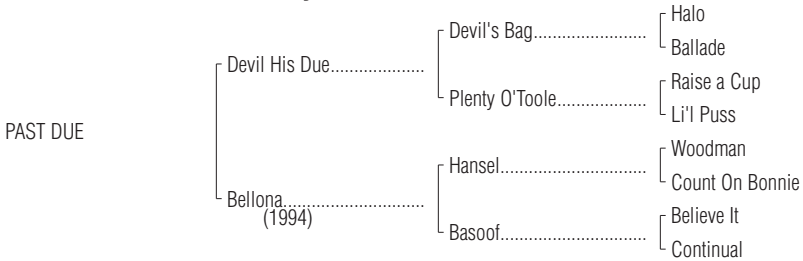 Halo
Devil's Bag........................
Ballade
Devil His Due....................
Raise a Cup
Plenty O'Toole...................
Li'l Puss
PAST DUE
Woodman
Hansel...............................
Count On Bonnie
Bellona..............................
(1994)
Believe It
Basoof...............................
Continual